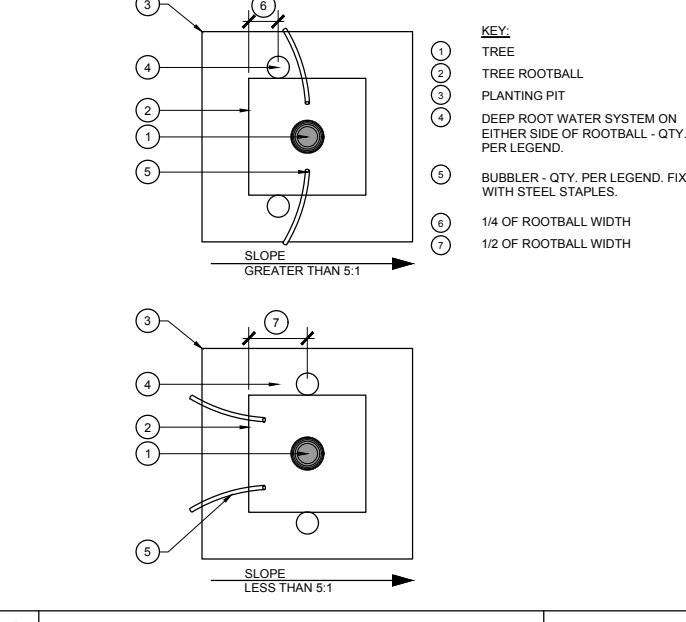 3
6
4
2
1
5
SLOPE
GREATER THAN 5:1
KEY:
1 TREE
2 TREE ROOTBALL
3 PLANTING PIT
4 DEEP ROOT WATER SYSTEM ON
EITHER SIDE OF ROOTBALL - QTY.
PER LEGEND.
5 BUBBLER - QTY. PER LEGEND. FIX
WITH STEEL STAPLES.
6 1/4 OF ROOTBALL WIDTH
7 1/2 OF ROOTBALL WIDTH
3
7
4
2
1
5
SLOPE
LESS THAN 5:1